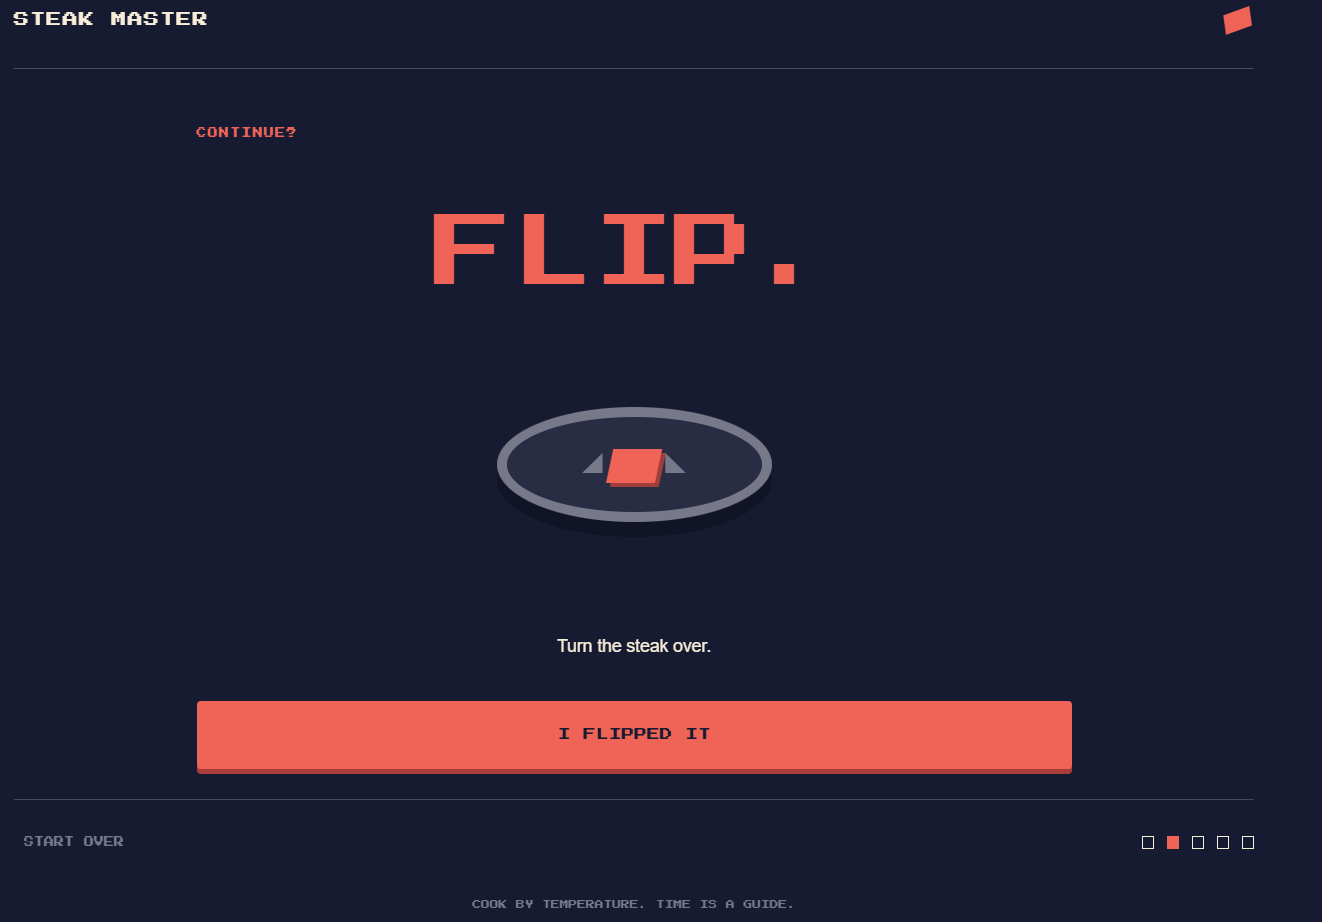 STEAK MASTER
CONTINUE?
FLIP.
Turn the steak over.
I FLIPPED IT
START OVER
COOK BY TEMPERATURE. TIME IS A GUIDE.